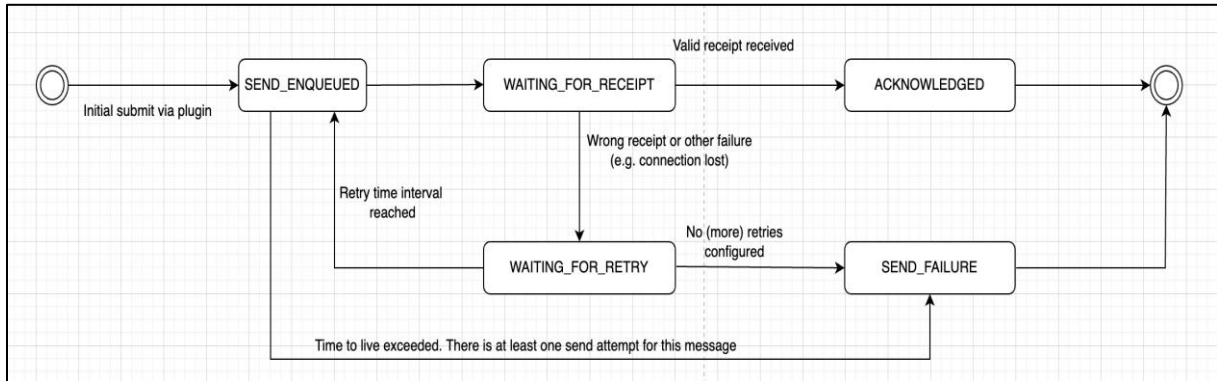 Valid receipt received
SEND_ENQUEUED
WAITING_FOR_RECEIPT
ACKNOWLEDGED
Initial submit via plugin
Wrong receipt or other failure
(e.g. connection lost)
Retry time interval
reached
No (more) retries
configured
WAITING_FOR_RETRY
SEND_FAILURE
Time to live exceeded. There is at least one send attempt for this message